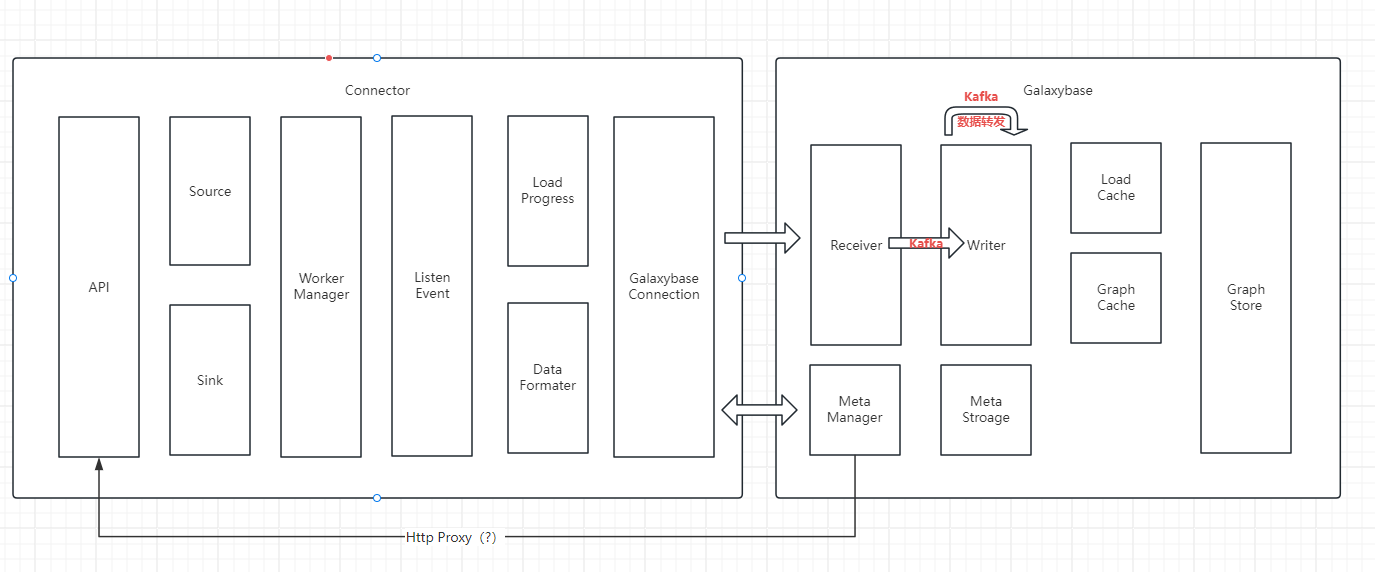 Connector
API
Source
Sink
Worker
Manager
Listen
Event
Load
Progress
Data
Formater
Galaxybase
Connection
Galaxybase
Kafka
数据转发
Receiver
Kafka
Writer
Load
Cache
Graph
Cache
Graph
Store
Meta
Manager
Meta
Stroage
Http Proxy（?）